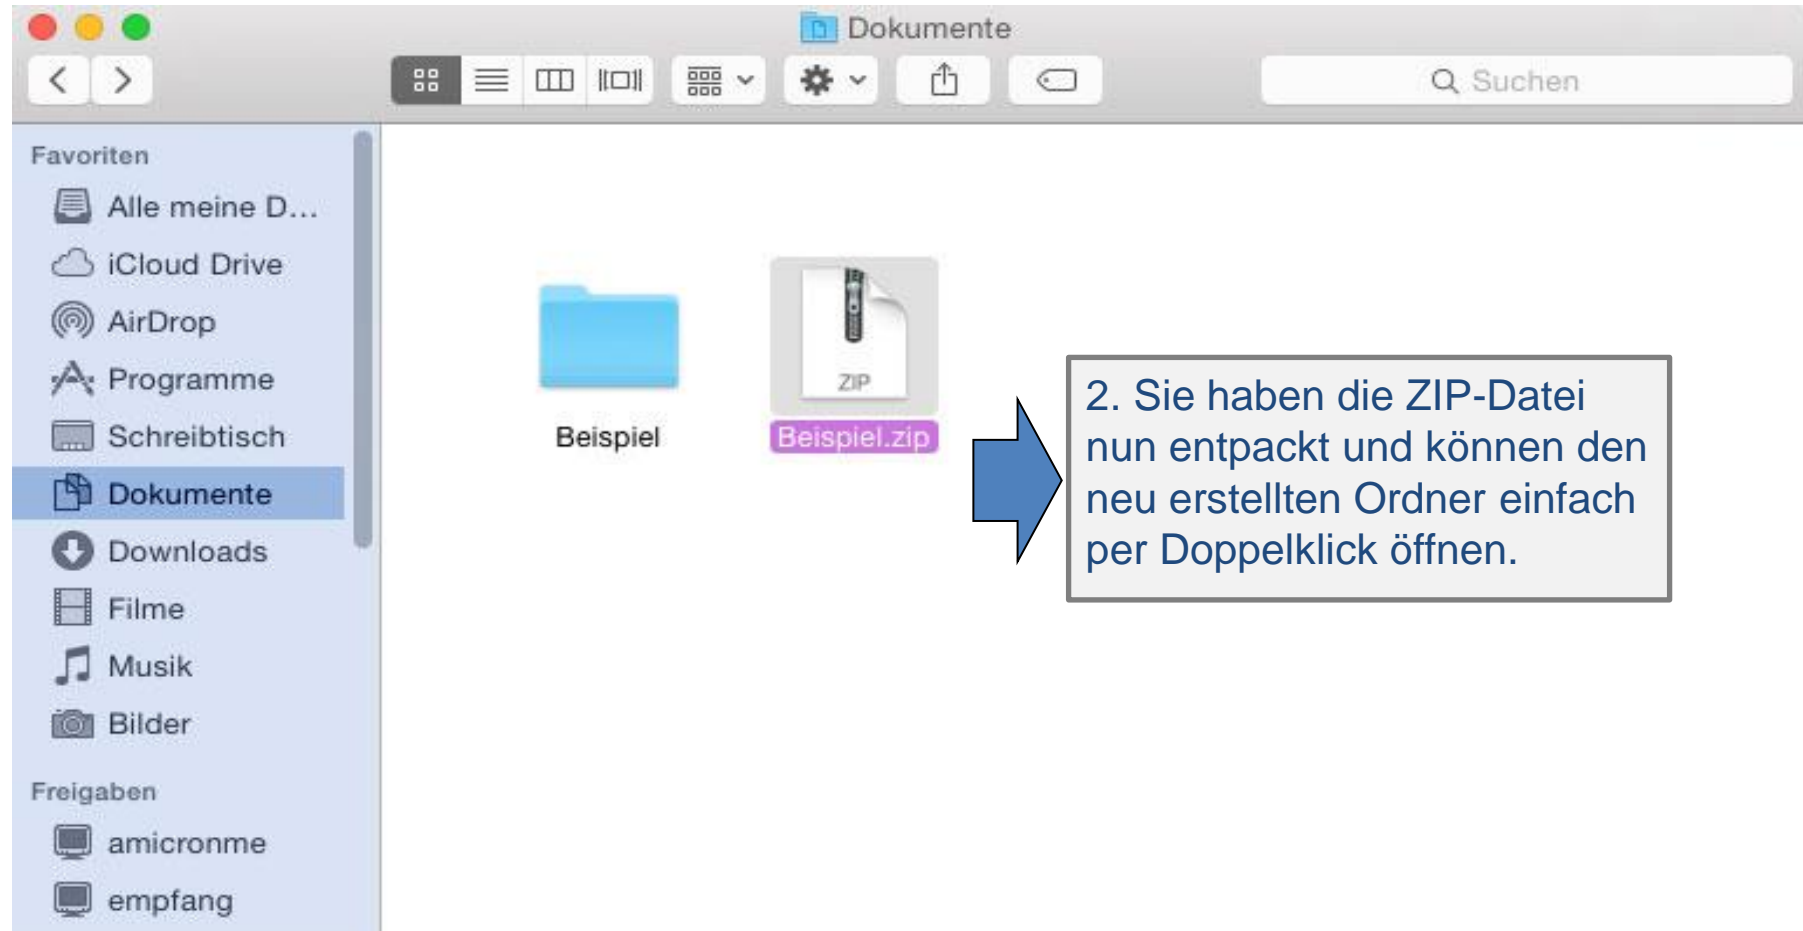 Dokumente
Suchen
Favoriten
Alle meine D...
iCloud Drive
AirDrop
Programme
Schreibtisch
Dokumente
Downloads
Filme
Musik
Bilder
Freigaben
amicronme
empfang
ZIP
Beispiel
Beispiel.zip
2. Sie haben die ZIP-Datei
nun entpackt und können den
neu erstellten Ordner einfach
per Doppelklick öffnen.